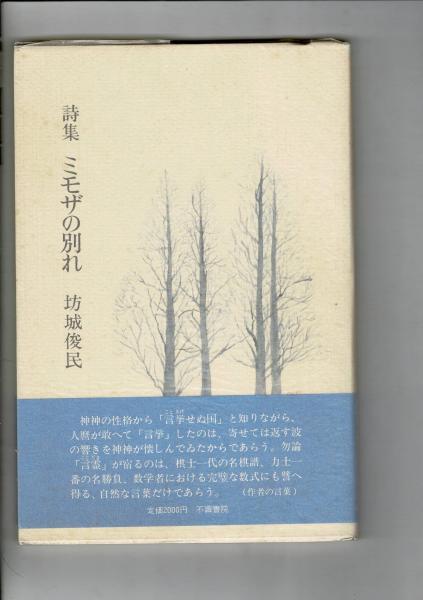 詩集 ミモザの別れ
坊城俊民
神神の性格から「言挙せぬ国」と知りながら、
人麿が敢へて「言挙」したのは、寄せては返す波
の響きを神神が懐しんでゐたからであらう。勿論
「言霊」が宿るのは、棋士一代の名棋譜、力士一
番の名勝負、数学者における完璧な数式にも譬へ
得る、自然な言葉だけであらう。（作者の言葉）
定価2000円 不識書院